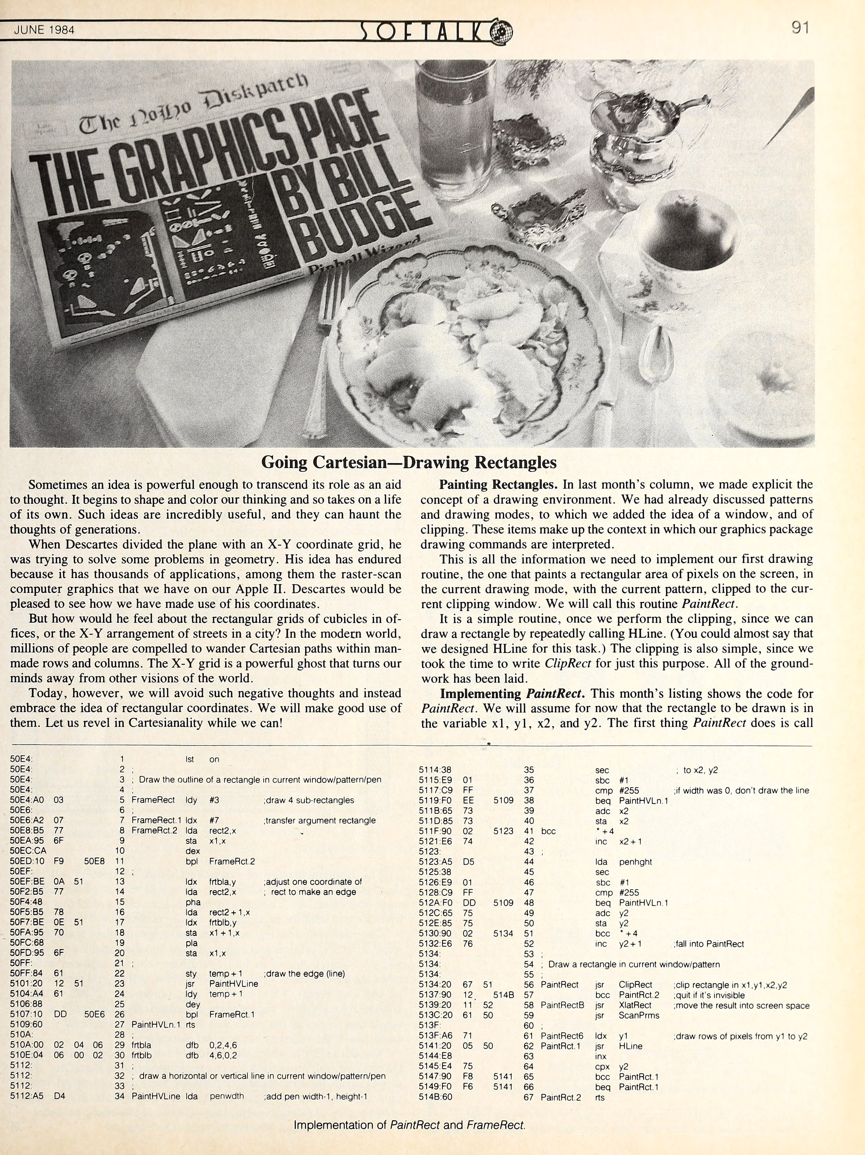 JUNE 1984
SOFTALK
91
The NoHo Diskpatch
THE GRAPHICS PAGE
BY BILL
BUDGE
Pinball Wizard
Going Cartesian—Drawing Rectangles
Sometimes an idea is powerful enough to transcend its role as an aid
to thought. It begins to shape and color our thinking and so takes on a life
of its own. Such ideas are incredibly useful, and they can haunt the
thoughts of generations.
When Descartes divided the plane with an X-Y coordinate grid, he
was trying to solve some problems in geometry. His idea has endured
because it has thousands of applications, among them the raster-scan
computer graphics that we have on our Apple II. Descartes would be
pleased to see how we have made use of his coordinates.
But how would he feel about the rectangular grids of cubicles in of-
fices, or the X-Y arrangement of streets in a city? In the modern world,
millions of people are compelled to wander Cartesian paths within man-
made rows and columns. The X-Y grid is a powerful ghost that turns our
minds away from other visions of the world.
Today, however, we will avoid such negative thoughts and instead
embrace the idea of rectangular coordinates. We will make good use of
them. Let us revel in Cartesianality while we can!
Painting Rectangles. In last month's column, we made explicit the
concept of a drawing environment. We had already discussed patterns
and drawing modes, to which we added the idea of a window, and of
clipping. These items make up the context in which our graphics package
drawing commands are interpreted.
This is all the information we need to implement our first drawing
routine, the one that paints a rectangular area of pixels on the screen, in
the current drawing mode, with the current pattern, clipped to the cur-
rent clipping window. We will call this routine PaintRect.
It is a simple routine, once we perform the clipping, since we can
draw a rectangle by repeatedly calling HLine. (You could almost say that
we designed HLine for this task.) The clipping is also simple, since we
took the time to write ClipRect for just this purpose. All of the ground-
work has been laid.
Implementing PaintRect. This month's listing shows the code for
PaintRect. We will assume for now that the rectangle to be drawn is in
the variable x1, y1, x2, and y2. The first thing PaintRect does is call
50E4: 1 lst on
50E4: 2 ;
50E4: 3 ; Draw the outline of a rectangle in current window/pattern/pen
50E4: 4 ;
50E4:A0 03 5 FrameRect ldy #3 ;draw 4 sub-rectangles
50E6: 6 ;
50E6:A2 07 7 FrameRect.1 ldx #7 ;transfer argument rectangle
50E8:B5 77 8 FrameRct.2 lda rect2,x
50EA:95 6F 9 sta x1,x
50EC:CA 10 dex
50ED:10 F9 50E8 11 bpl FrameRct.2
50EF: 12 ;
50EF:BE 0A 51 13 ldx frtbla,y ;adjust one coordinate of
50F2:B5 77 14 lda rect2,x ; rect to make an edge
50F4:48 15 pha
50F5:B5 78 16 lda rect2+1,x
50F7:BE 0E 51 17 ldx frtblb,y
50FA:95 70 18 sta x1+1,x
50FC:68 19 pla
50FD:95 6F 20 sta x1,x
50FF: 21 ;
50FF:84 61 22 sty temp+1 ;draw the edge (line)
5101:20 12 51 23 jsr PaintHVLine
5104:A4 61 24 ldy temp+1
5106:88 25 dey
5107:10 DD 50E6 26 bpl FrameRct.1
5109:60 27 PaintHVLn.1 rts
510A: 28 ;
510A:00 02 04 06 29 frtbla dfb 0,2,4,6
510E:04 06 00 02 30 frtblb dfb 4,6,0,2
5112: 31 ;
5112: 32 ; draw a horizontal or vertical line in current window/pattern/pen
5112: 33 ;
5112:A5 D4 34 PaintHVLine lda penwdth ;add pen width-1, height-1
5114:38 35 sec ; to x2, y2
5115:E9 01 36 sbc #1
5117:C9 FF 37 cmp #255 ;if width was 0, don't draw the line
5119:F0 EE 5109 38 beq PaintHVLn.1
511B:65 73 39 adc x2
511D:85 73 40 sta x2
511F:90 02 5123 41 bcc *+4
5121:E6 74 42 inc x2+1
5123: 43 ;
5123:A5 D5 44 lda penhght
5125:38 45 sec
5126:E9 01 46 sbc #1
5128:C9 FF 47 cmp #255
512A:F0 DD 5109 48 beq PaintHVLn.1
512C:65 75 49 adc y2
512E:85 75 50 sta y2
5130:90 02 5134 51 bcc *+4
5132:E6 76 52 inc y2+1 ;fall into PaintRect
5134: 53 ;
5134: 54 ; Draw a rectangle in current window/pattern
5134: 55 ;
5134:20 67 51 56 PaintRect jsr ClipRect ;clip rectangle in x1,y1,x2,y2
5137:90 12 514B 57 bcc PaintRct.2 ;quit if it's invisible
5139:20 11 52 58 PaintRectB jsr XlatRect ;move the result into screen space
513C:20 61 50 59 jsr ScanPrms
513F: 60 ;
513F:A6 71 61 PaintRect6 ldx y1 ;draw rows of pixels from y1 to y2
5141:20 05 50 62 PaintRct.1 jsr HLine
5144:E8 63 inx
5145:E4 75 64 cpx y2
5147:90 F8 5141 65 bcc PaintRct.1
5149:F0 F6 5141 66 beq PaintRct.1
514B:60 67 PaintRct.2 rts
Implementation of PaintRect and FrameRect.